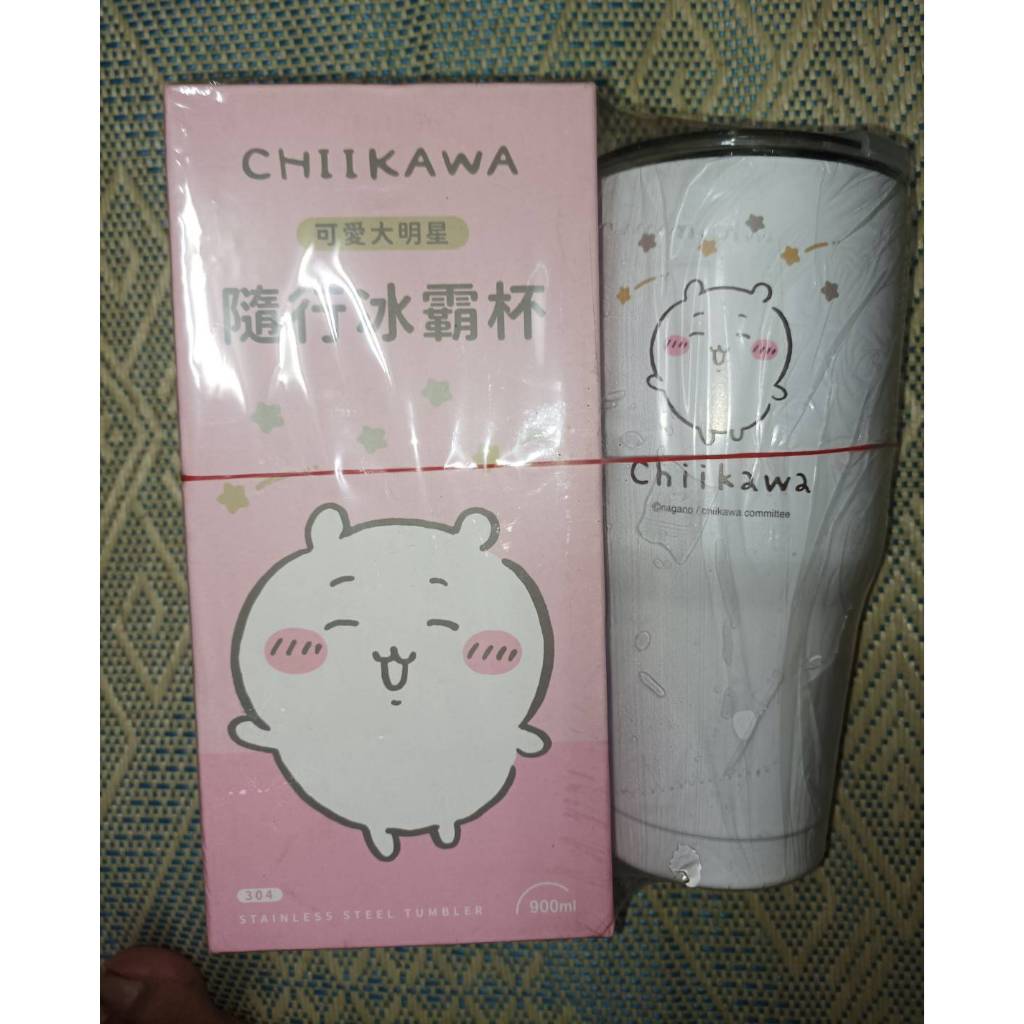 CHIIKAWA
可愛大明星
隨行冰霸杯
304
STAINLESS STEEL TUMBLER
900ml
Chiikawa
©nagano / chiikawa committee